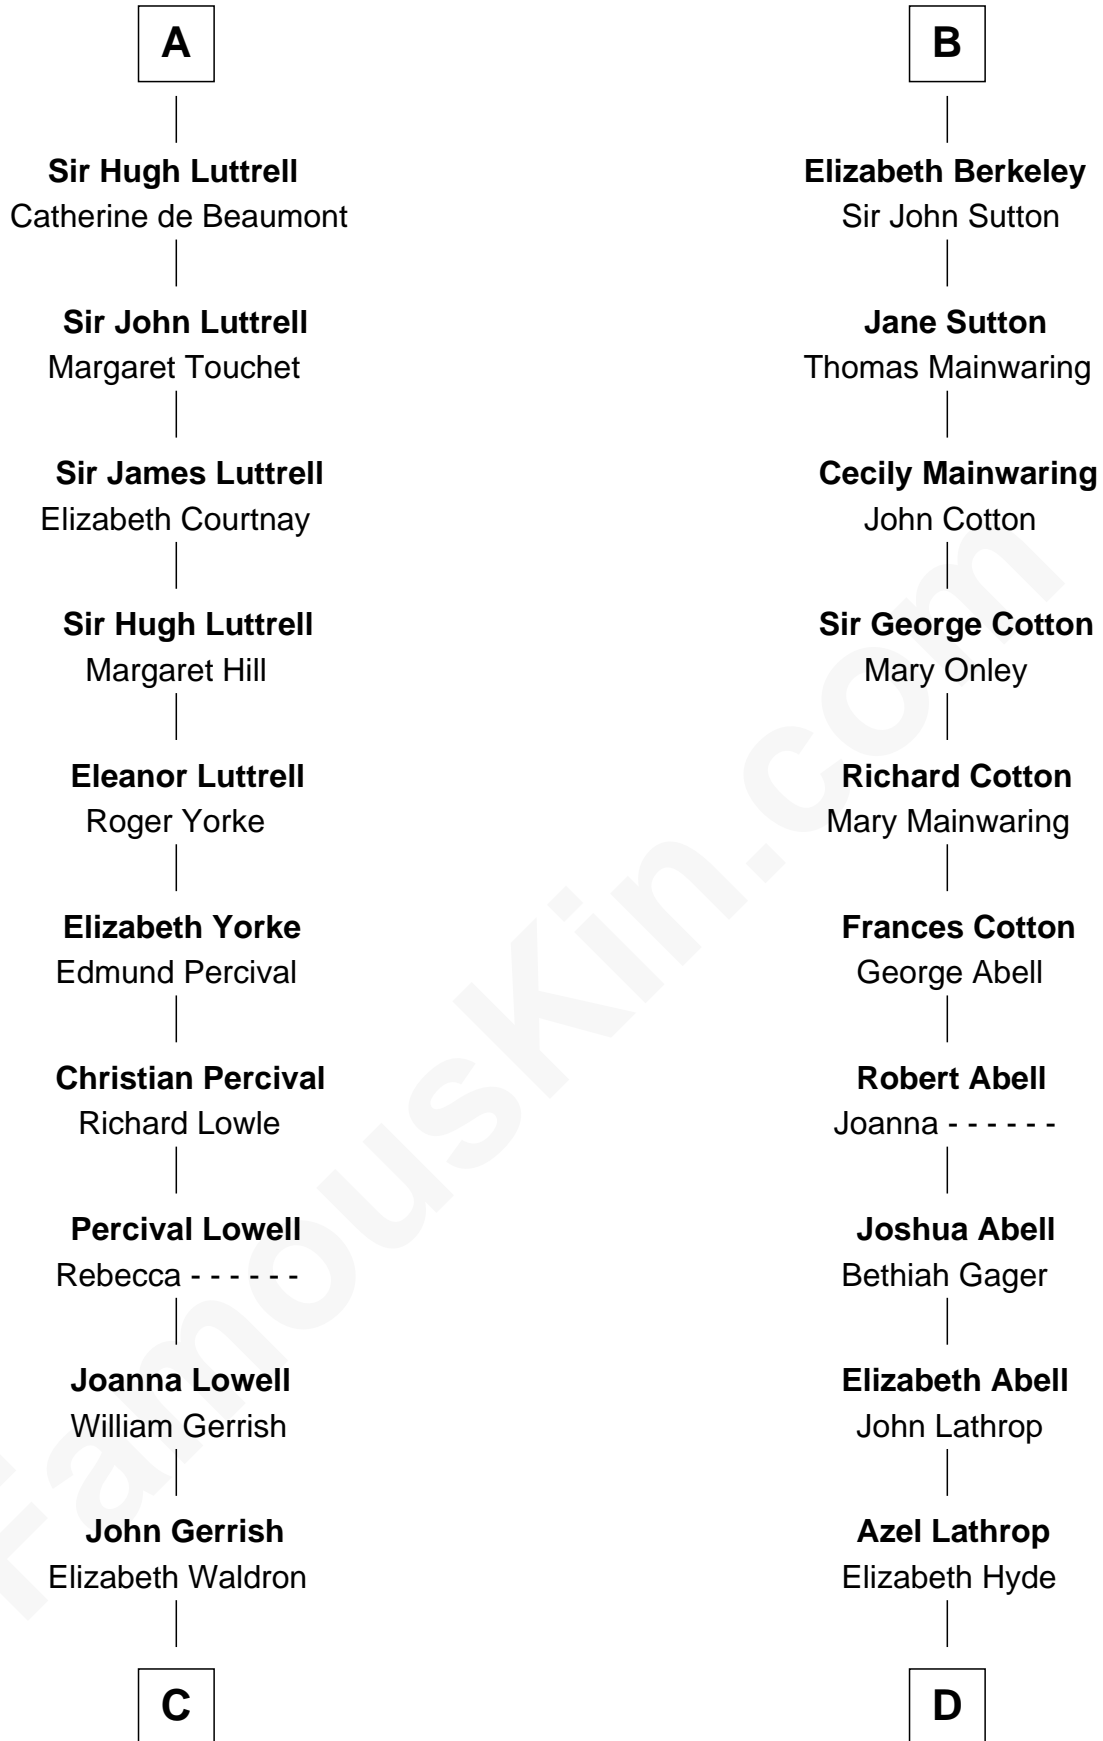 A
Sir Hugh Luttrell
Catherine de Beaumont
Sir John Luttrell
Margaret Touchet
Sir James Luttrell
Elizabeth Courtnay
Sir Hugh Luttrell
Margaret Hill
Eleanor Luttrell
Roger Yorke
Elizabeth Yorke
Edmund Percival
Christian Percival
Richard Lowle
Percival Lowell
Rebecca - - - - - -
Joanna Lowell
William Gerrish
John Gerrish
Elizabeth Waldron
C
B
Elizabeth Berkeley
Sir John Sutton
Jane Sutton
Thomas Mainwaring
Cecily Mainwaring
John Cotton
Sir George Cotton
Mary Onley
Richard Cotton
Mary Mainwaring
Frances Cotton
George Abell
Robert Abell
Joanna - - - - - -
Joshua Abell
Bethiah Gager
Elizabeth Abell
John Lathrop
Azel Lathrop
Elizabeth Hyde
D
FamousKin.com